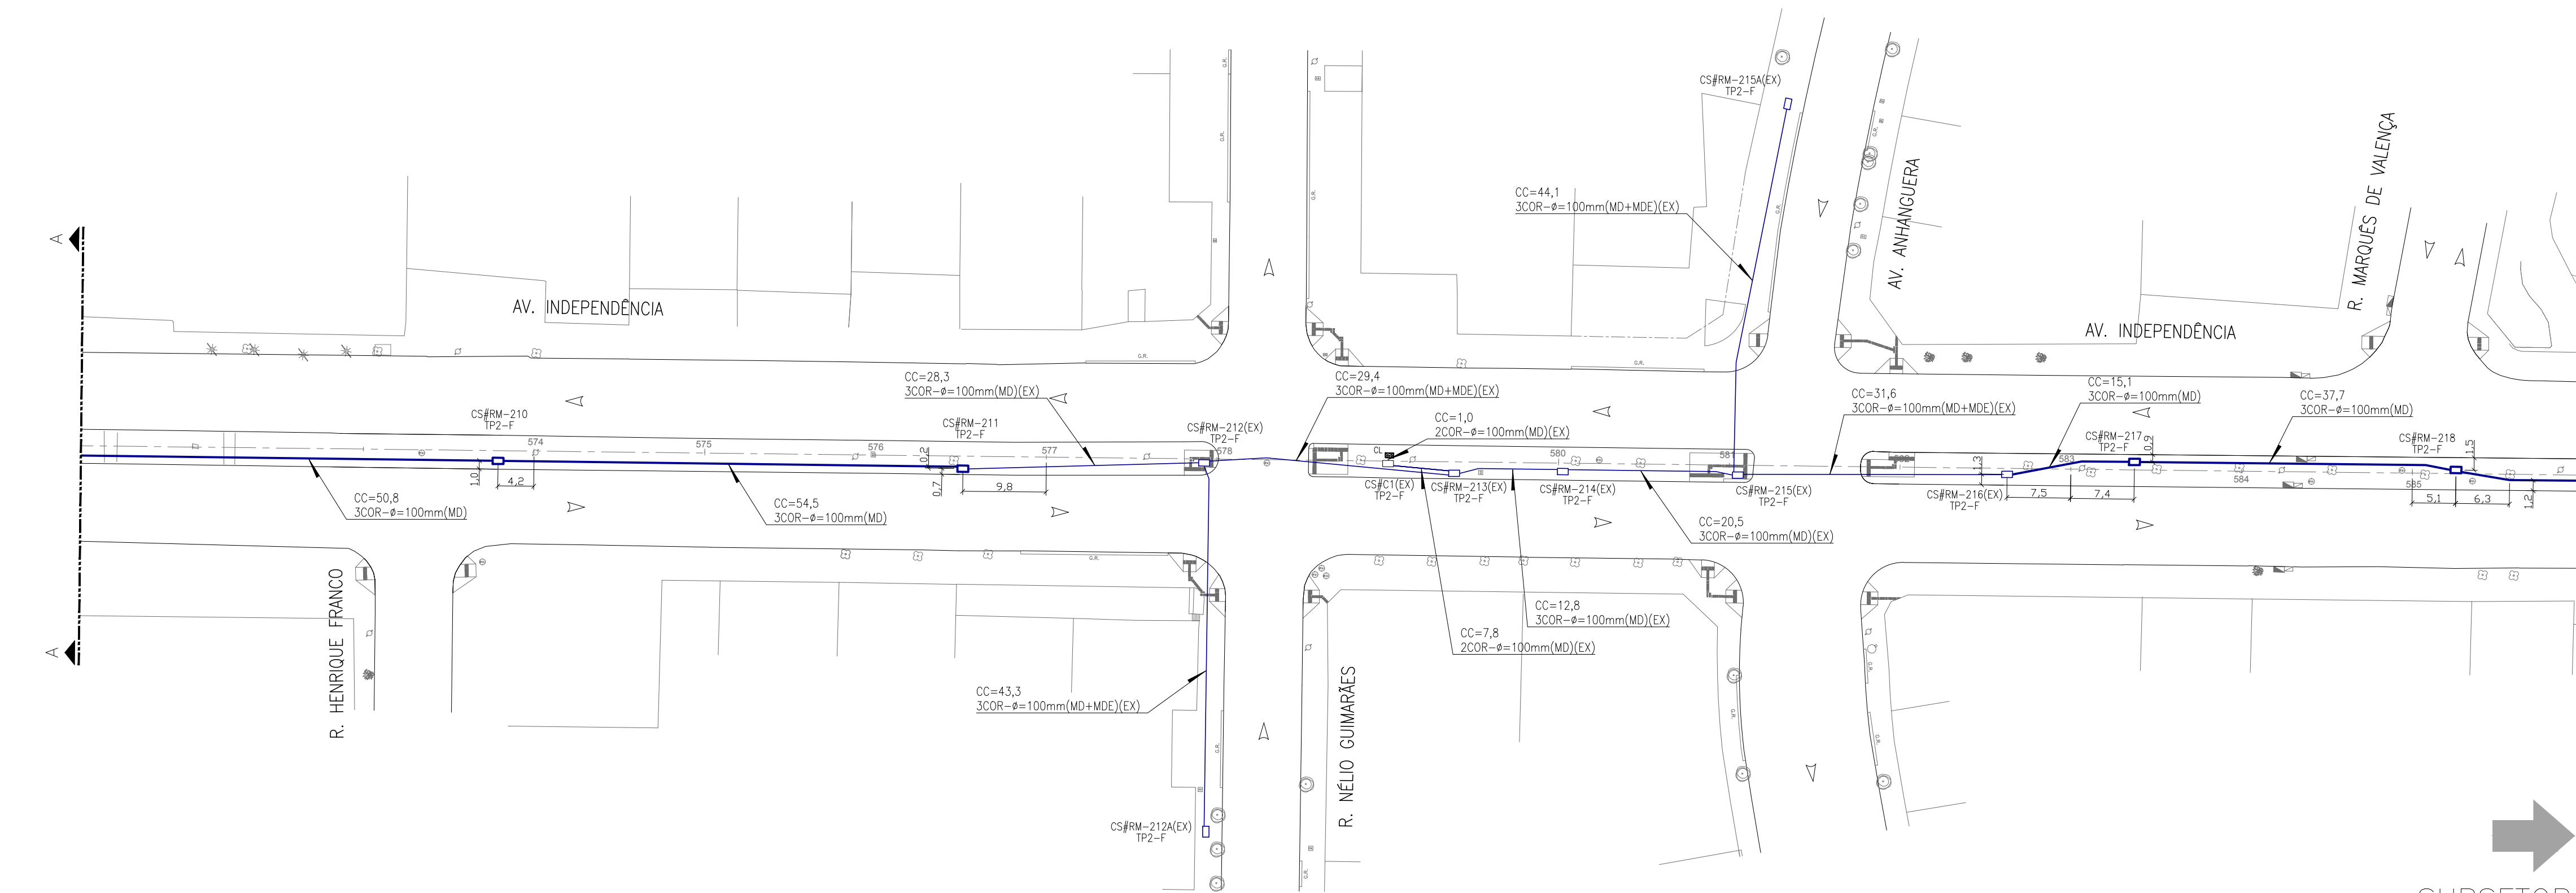 CS#RM-215A(EX)
TP2-F
CC=44,1
3COR-ø=100mm(MD+MDE)(EX)
AV. ANHANGUERA
R. MARQUÊS DE VALENÇA
A
AV. INDEPENDÊNCIA
AV. INDEPENDÊNCIA
G.R.
G.R.
G.R.
G.R.
G.R.
G.R.
G.R.
CC=28,3
3COR-ø=100mm(MD)(EX)
CC=29,4
3COR-ø=100mm(MD+MDE)(EX)
CC=31,6
3COR-ø=100mm(MD+MDE)(EX)
CC=15,1
3COR-ø=100mm(MD)
CC=37,7
3COR-ø=100mm(MD)
CS#RM-210
TP2-F
CS#RM-211
TP2-F
CS#RM-212(EX)
TP2-F
CC=1,0
2COR-ø=100mm(MD)(EX)
CS#RM-217
TP2-F
CS#RM-218
TP2-F
574
575
576
577
578
CL
580
581
583
584
585
0,2
0,9
1,5
1,0
4,2
0,7
9,8
1,3
7,5
7,4
5,1
6,3
1,2
CS#C1(EX)
TP2-F
CS#RM-213(EX)
TP2-F
CS#RM-214(EX)
TP2-F
CS#RM-215(EX)
TP2-F
CS#RM-216(EX)
TP2-F
CC=50,8
3COR-ø=100mm(MD)
CC=54,5
3COR-ø=100mm(MD)
CC=20,5
3COR-ø=100mm(MD)(EX)
G.R.
R. HENRIQUE FRANCO
CC=12,8
3COR-ø=100mm(MD)(EX)
CC=7,8
2COR-ø=100mm(MD)(EX)
A
CC=43,3
3COR-ø=100mm(MD+MDE)(EX)
R. NÉLIO GUIMARÃES
G.R.
G.R.
G.R.
G.R.
CS#RM-212A(EX)
TP2-F
G.R.